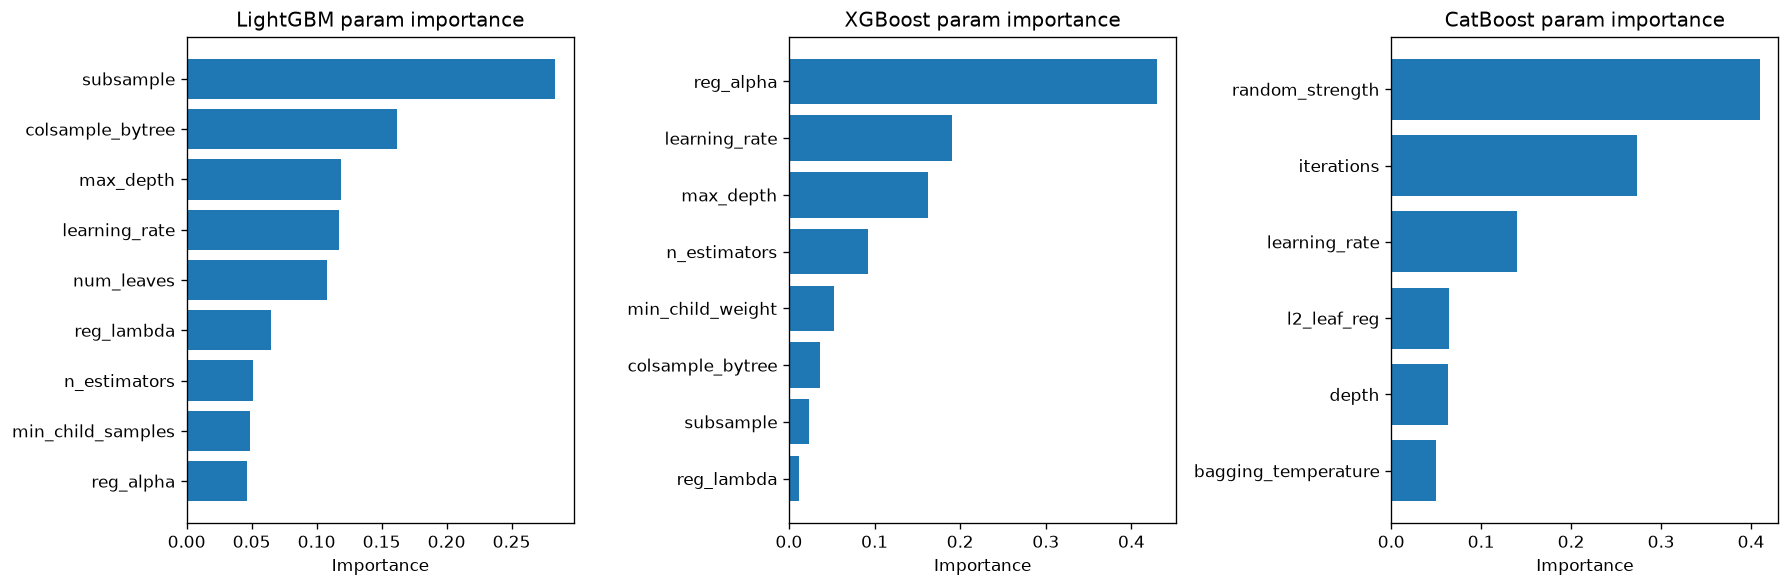 LightGBM param importance
subsample
colsample_bytree
max_depth
learning_rate
num_leaves
reg_lambda
n_estimators
min_child_samples
reg_alpha
0.00 0.05 0.10 0.15 0.20 0.25
Importance
XGBoost param importance
reg_alpha
learning_rate
max_depth
n_estimators
min_child_weight
colsample_bytree
subsample
reg_lambda
0.0 0.1 0.2 0.3 0.4
Importance
CatBoost param importance
random_strength
iterations
learning_rate
l2_leaf_reg
depth
bagging_temperature
0.0 0.1 0.2 0.3 0.4
Importance